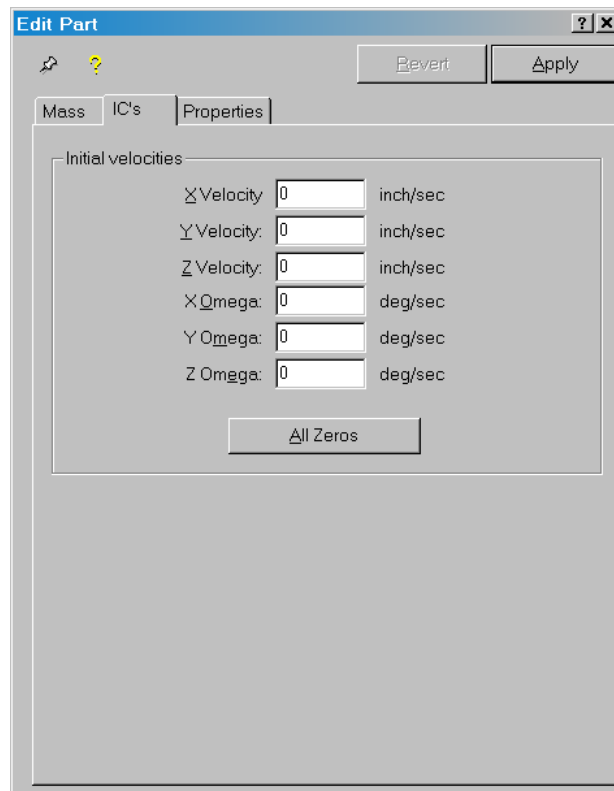 Edit Part
? X
?
Revert Apply
Mass IC's Properties
Initial velocities
X Velocity 0 inch/sec
Y Velocity: 0 inch/sec
Z Velocity: 0 inch/sec
X Omega: 0 deg/sec
Y Omega: 0 deg/sec
Z Omega: 0 deg/sec
All Zeros